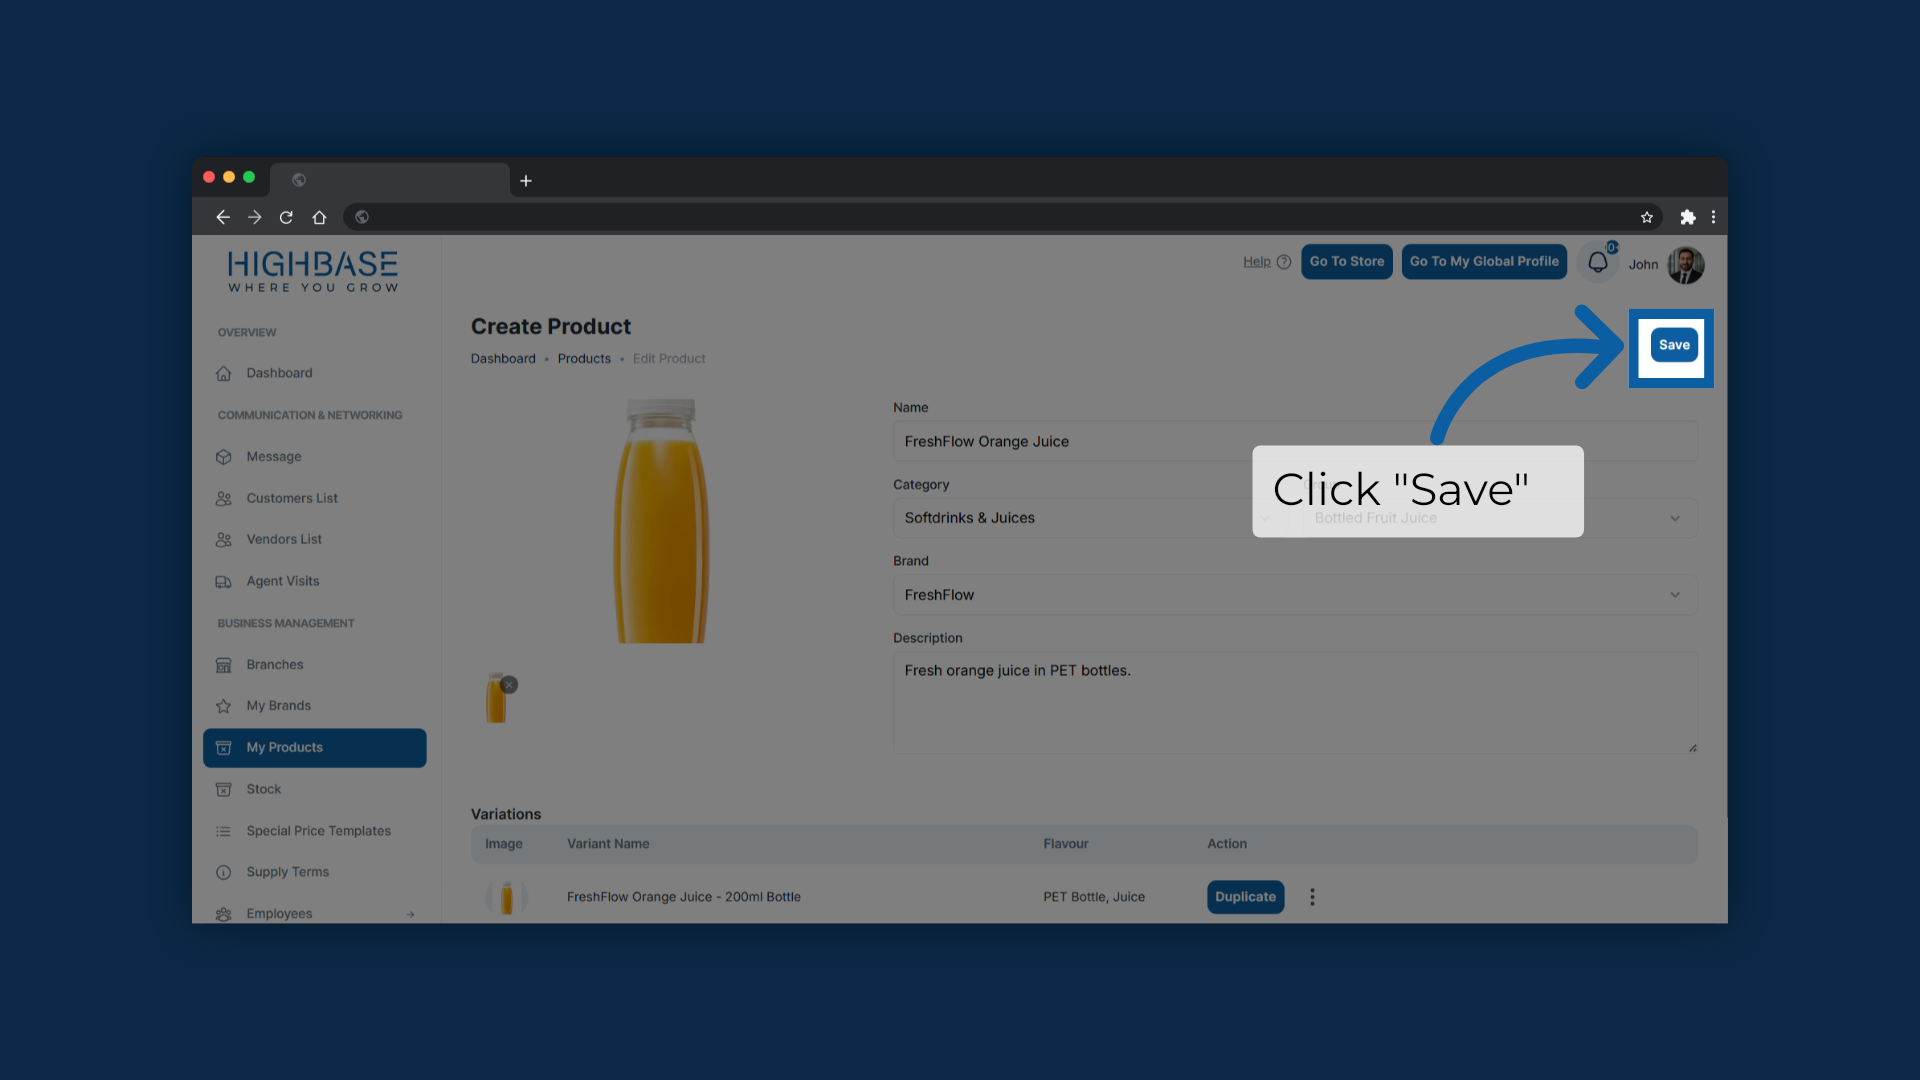 HIGHBASE
WHERE YOU GROW
Help
Go To Store
Go To My Global Profile
John
OVERVIEW
Dashboard
COMMUNICATION & NETWORKING
Message
Customers List
Vendors List
Agent Visits
BUSINESS MANAGEMENT
Branches
My Brands
My Products
Stock
Special Price Templates
Supply Terms
Employees
Create Product
Dashboard • Products • Edit Product
Save
Click "Save"
Name
FreshFlow Orange Juice
Category
Softdrinks & Juices
Bottled Fruit Juice
Brand
FreshFlow
Description
Fresh orange juice in PET bottles.
Variations
Image Variant Name Flavour Action
FreshFlow Orange Juice - 200ml Bottle PET Bottle, Juice Duplicate